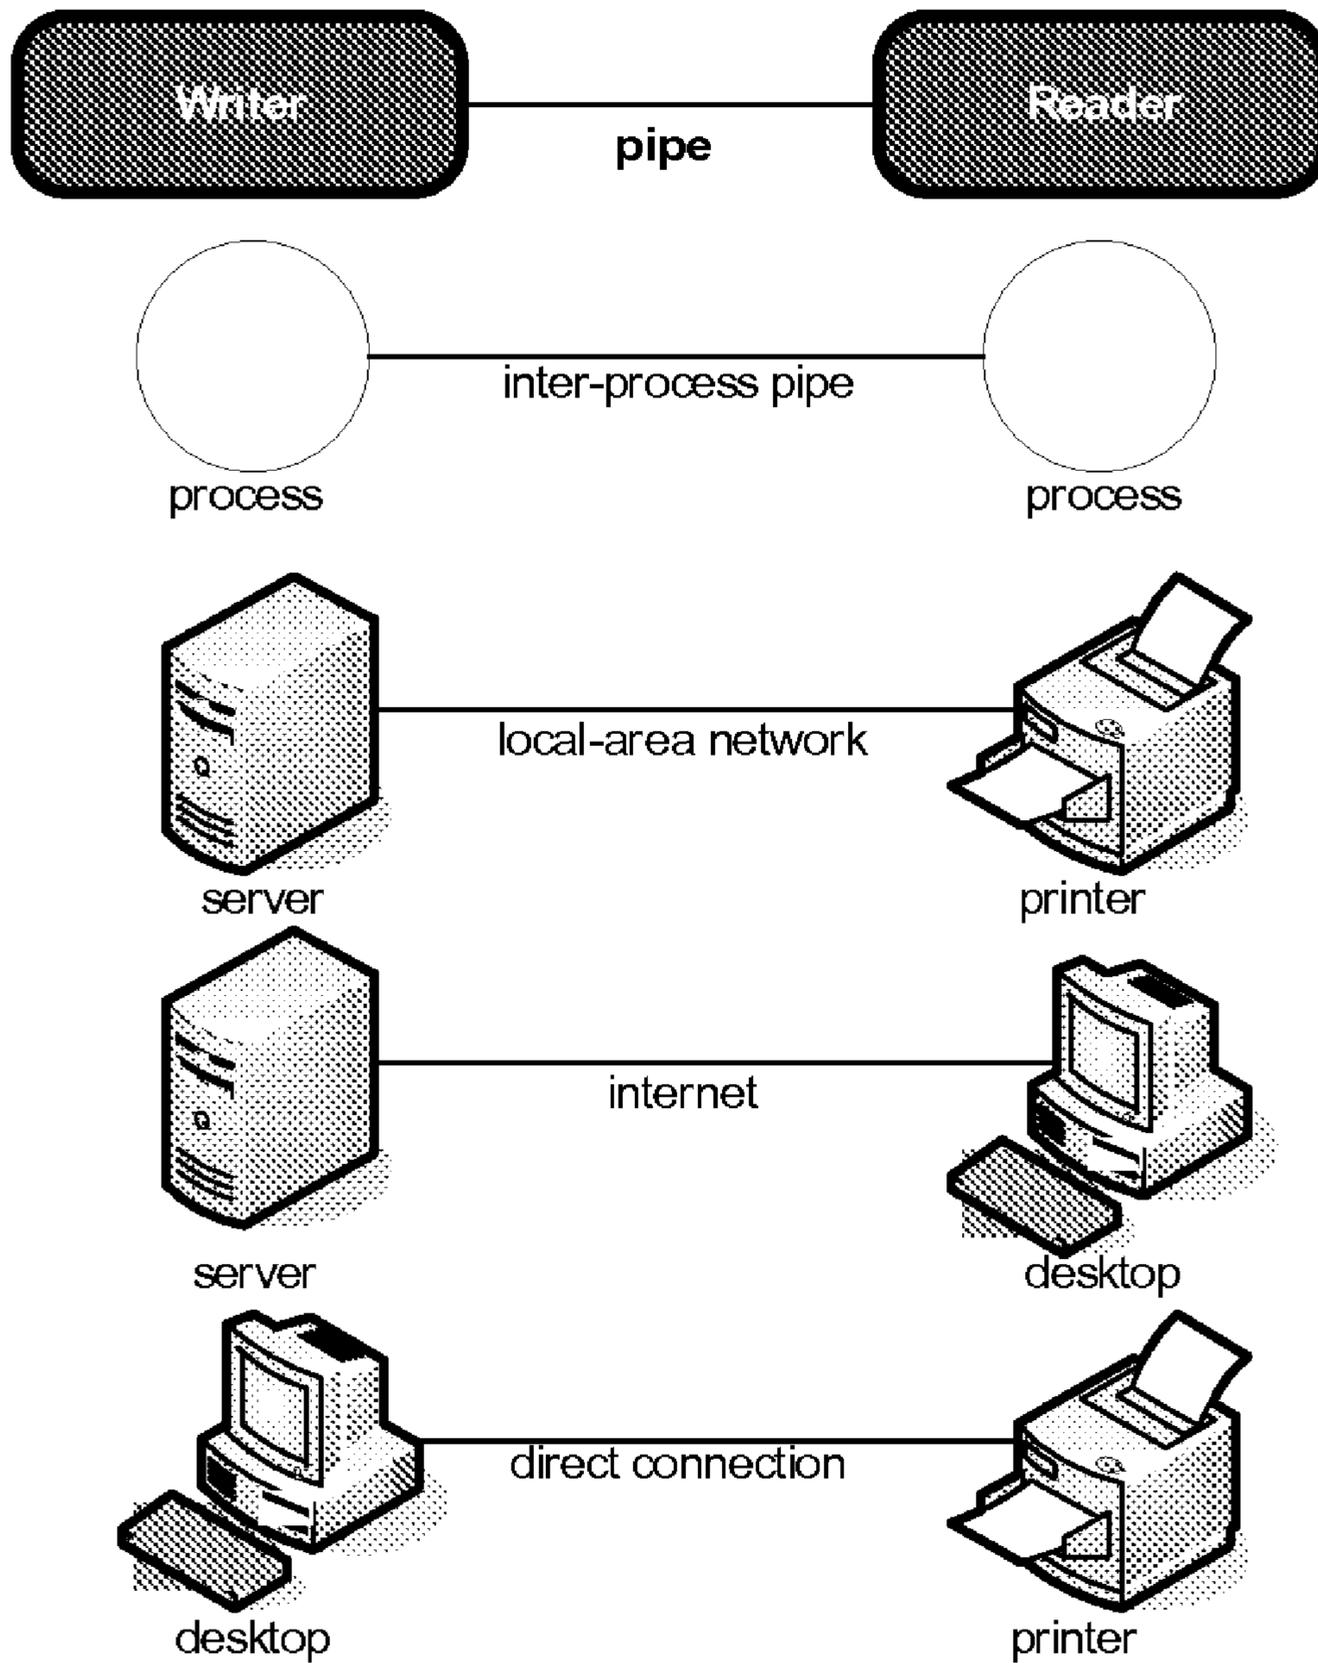 Writer
Reader
pipe
inter-process pipe
process
process
local-area network
server
printer
internet
server
desktop
direct connection
desktop
printer